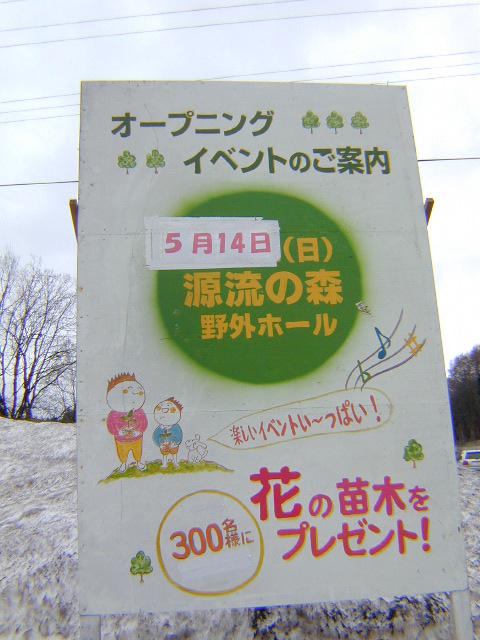 オープニング
イベントのご案内
5月14日(日)
源流の森
野外ホール
楽しいイベントい〜っぱい!
花の苗木を
プレゼント!
300名様に